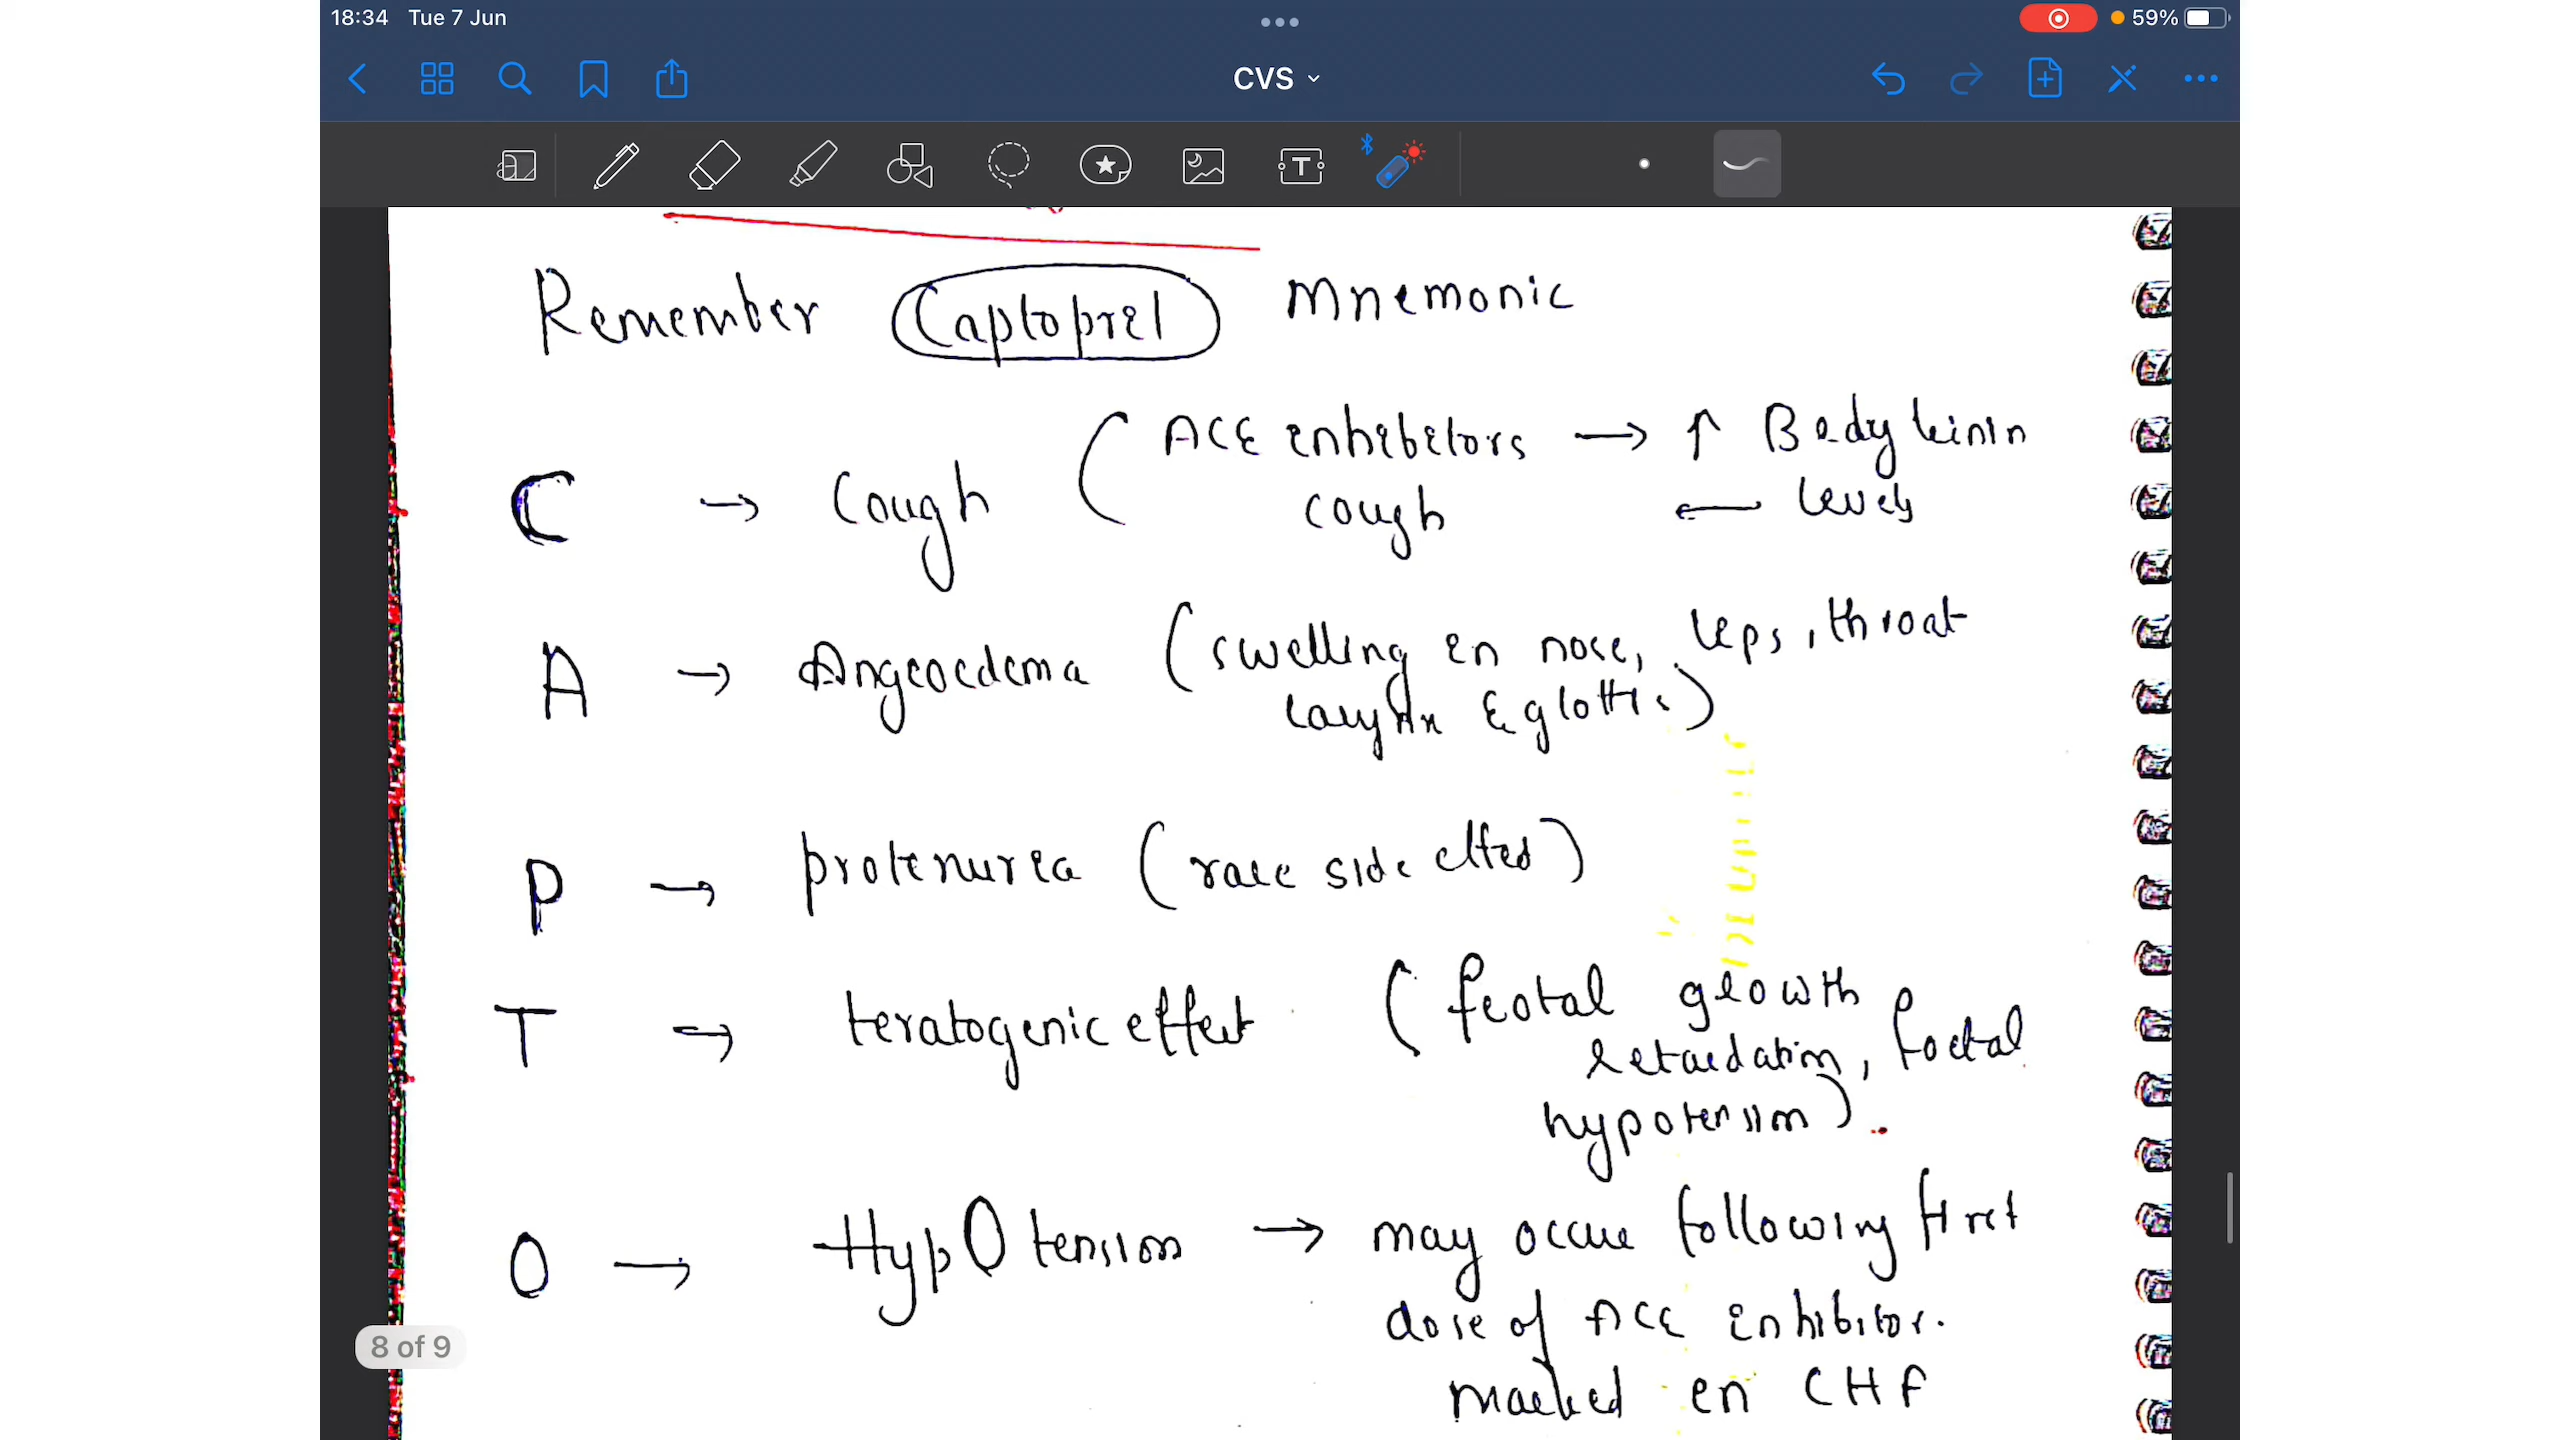 18:34 Tue 7 Jun 59%
CVS
Remember Captopril Mnemonic
C → Cough ( ACE inhibitors → ↑ Bradykinin
cough ← levels
A → Angioedema ( swelling in nose, lips, throat
larynx & glottis)
P → protenuria (rare side effect)
T → teratogenic effect ( feotal growth
retardation, foetal
hypotension).
O → HypOtension → may occur following first
dose of ACE inhibitor.
marked in CHF
8 of 9